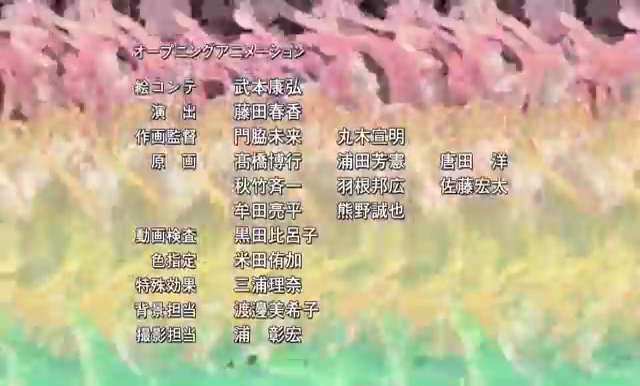 オープニングアニメーション
絵コンテ 武本康弘
演 出 藤田春香
作画監督 門脇未来 丸木宣明
原 画 髙橋博行 浦田芳憲 唐田 洋
秋竹斉一 羽根邦広 佐藤宏太
牟田亮平 熊野誠也
動画検査 黒田比呂子
色指定 米田侑加
特殊効果 三浦理奈
背景担当 渡邊美希子
撮影担当 浦 彰宏